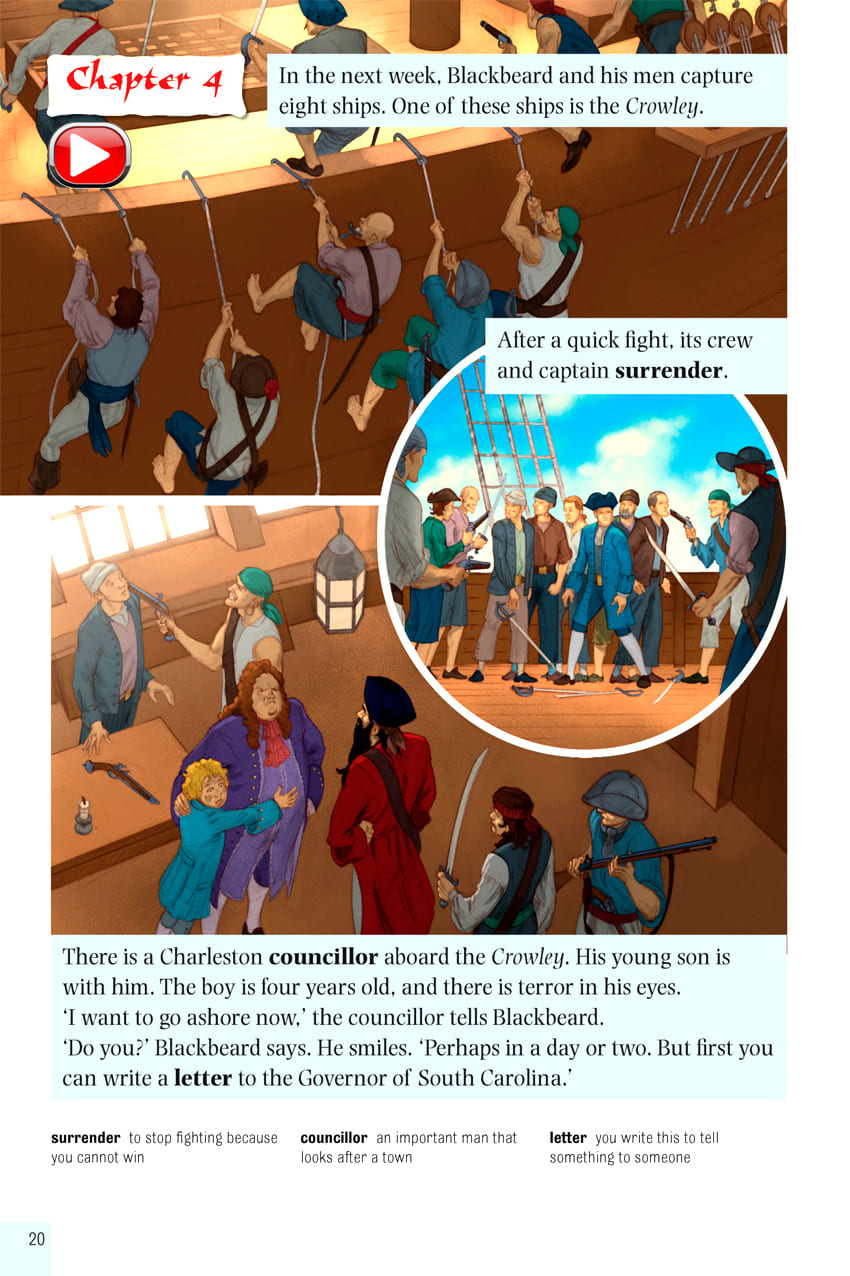 Chapter 4
In the next week, Blackbeard and his men capture
eight ships. One of these ships is the Crowley.
After a quick fight, its crew
and captain surrender.
There is a Charleston councillor aboard the Crowley. His young son is
with him. The boy is four years old, and there is terror in his eyes.
‘I want to go ashore now,’ the councillor tells Blackbeard.
‘Do you?’ Blackbeard says. He smiles. ‘Perhaps in a day or two. But first you
can write a letter to the Governor of South Carolina.’
surrender to stop fighting because
you cannot win
councillor an important man that
looks after a town
letter you write this to tell
something to someone
20